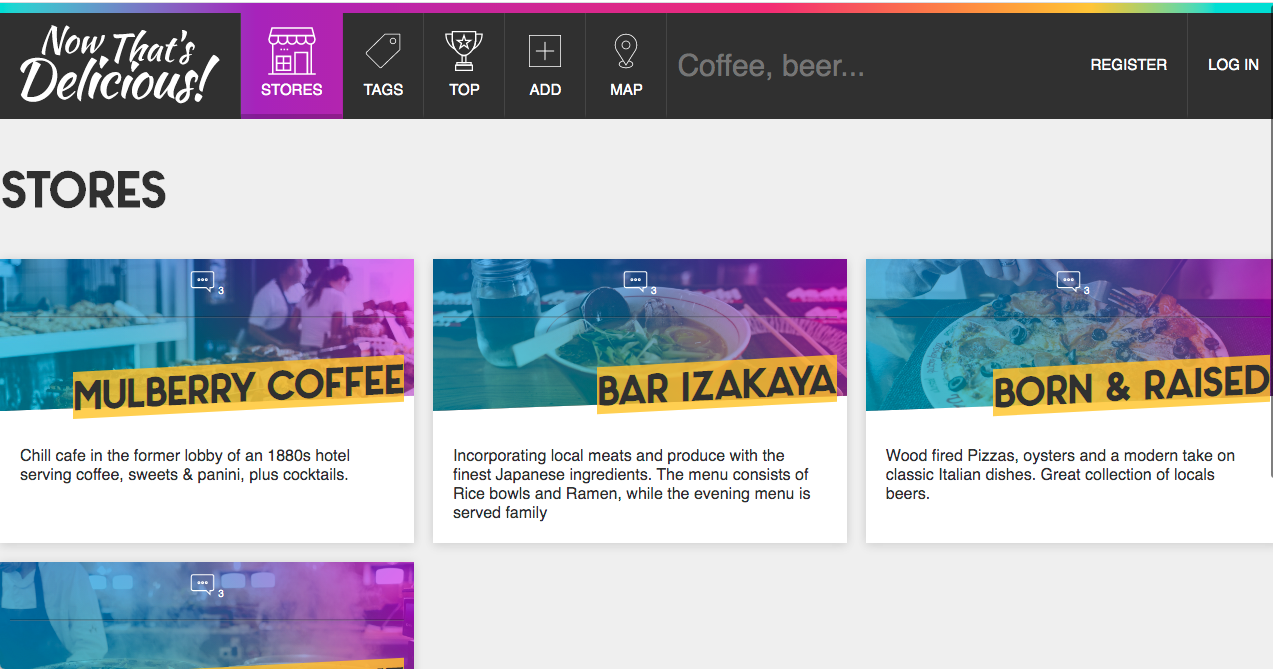 Now That's
Delicious!
STORES
TAGS
TOP
ADD
MAP
Coffee, beer...
REGISTER
LOG IN
STORES
3
MULBERRY COFFEE
Chill cafe in the former lobby of an 1880s hotel
serving coffee, sweets & panini, plus cocktails.
3
BAR IZAKAYA
Incorporating local meats and produce with the
finest Japanese ingredients. The menu consists of
Rice bowls and Ramen, while the evening menu is
served family
3
BORN & RAISED
Wood fired Pizzas, oysters and a modern take on
classic Italian dishes. Great collection of locals
beers.
3